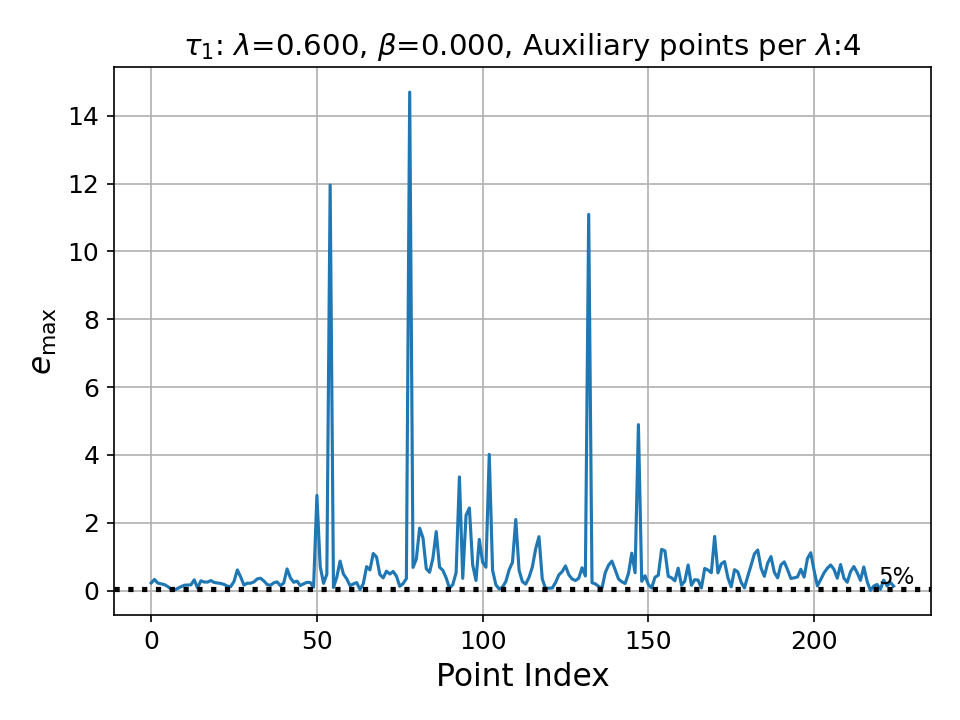 τ₁: λ=0.600, β=0.000, Auxiliary points per λ:4
14
12
10
8
6
4
2
0
e_max
5%
0 50 100 150 200
Point Index